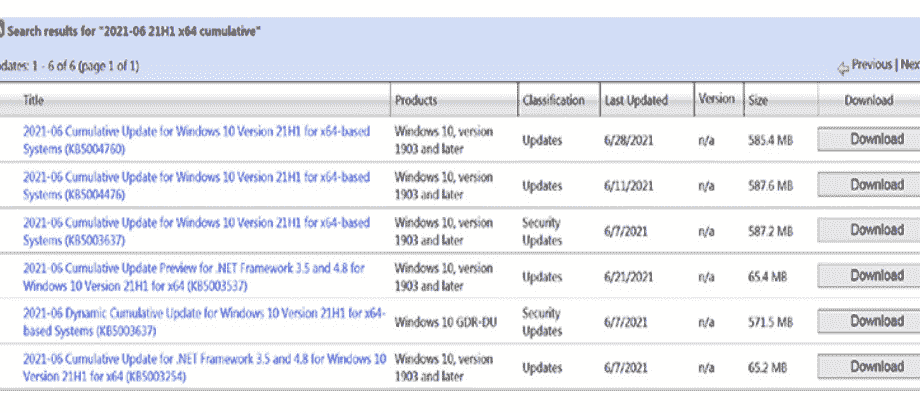 Search results for "2021-06 21H1 x64 cumulative"
dates: 1 - 6 of 6 (page 1 of 1)
Previous | Nex
Title Products Classification Last Updated Version Size Download
2021-06 Cumulative Update for Windows 10 Version 21H1 for x64-based Windows 10, version
Systems (KB5004760) 1903 and later Updates 6/28/2021 n/a 585.4 MB Download
2021-06 Cumulative Update for Windows 10 Version 21H1 for x64-based Windows 10, version
Systems (KB5004476) 1903 and later Updates 6/11/2021 n/a 587.6 MB Download
2021-06 Cumulative Update for Windows 10 Version 21H1 for x64-based Windows 10, version Security
Systems (KB5003637) 1903 and later Updates 6/7/2021 n/a 587.2 MB Download
2021-06 Cumulative Update Preview for .NET Framework 3.5 and 4.8 for Windows 10, version
Windows 10 Version 21H1 for x64 (KB5003537) 1903 and later Updates 6/21/2021 n/a 65.4 MB Download
2021-06 Dynamic Cumulative Update for Windows 10 Version 21H1 for x64- Security
based Systems (KB5003637) Windows 10 GDR-DU Updates 6/7/2021 n/a 571.5 MB Download
2021-06 Cumulative Update for .NET Framework 3.5 and 4.8 for Windows 10 Windows 10, version
Version 21H1 for x64 (KB5003254) 1903 and later Updates 6/7/2021 n/a 65.2 MB Download